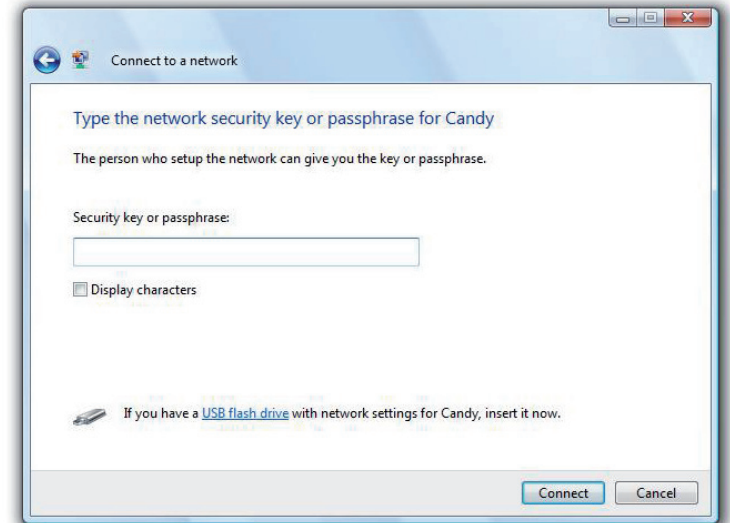 Connect to a network
Type the network security key or passphrase for Candy
The person who setup the network can give you the key or passphrase.
Security key or passphrase:
Display characters
If you have a USB flash drive with network settings for Candy, insert it now.
Connect Cancel